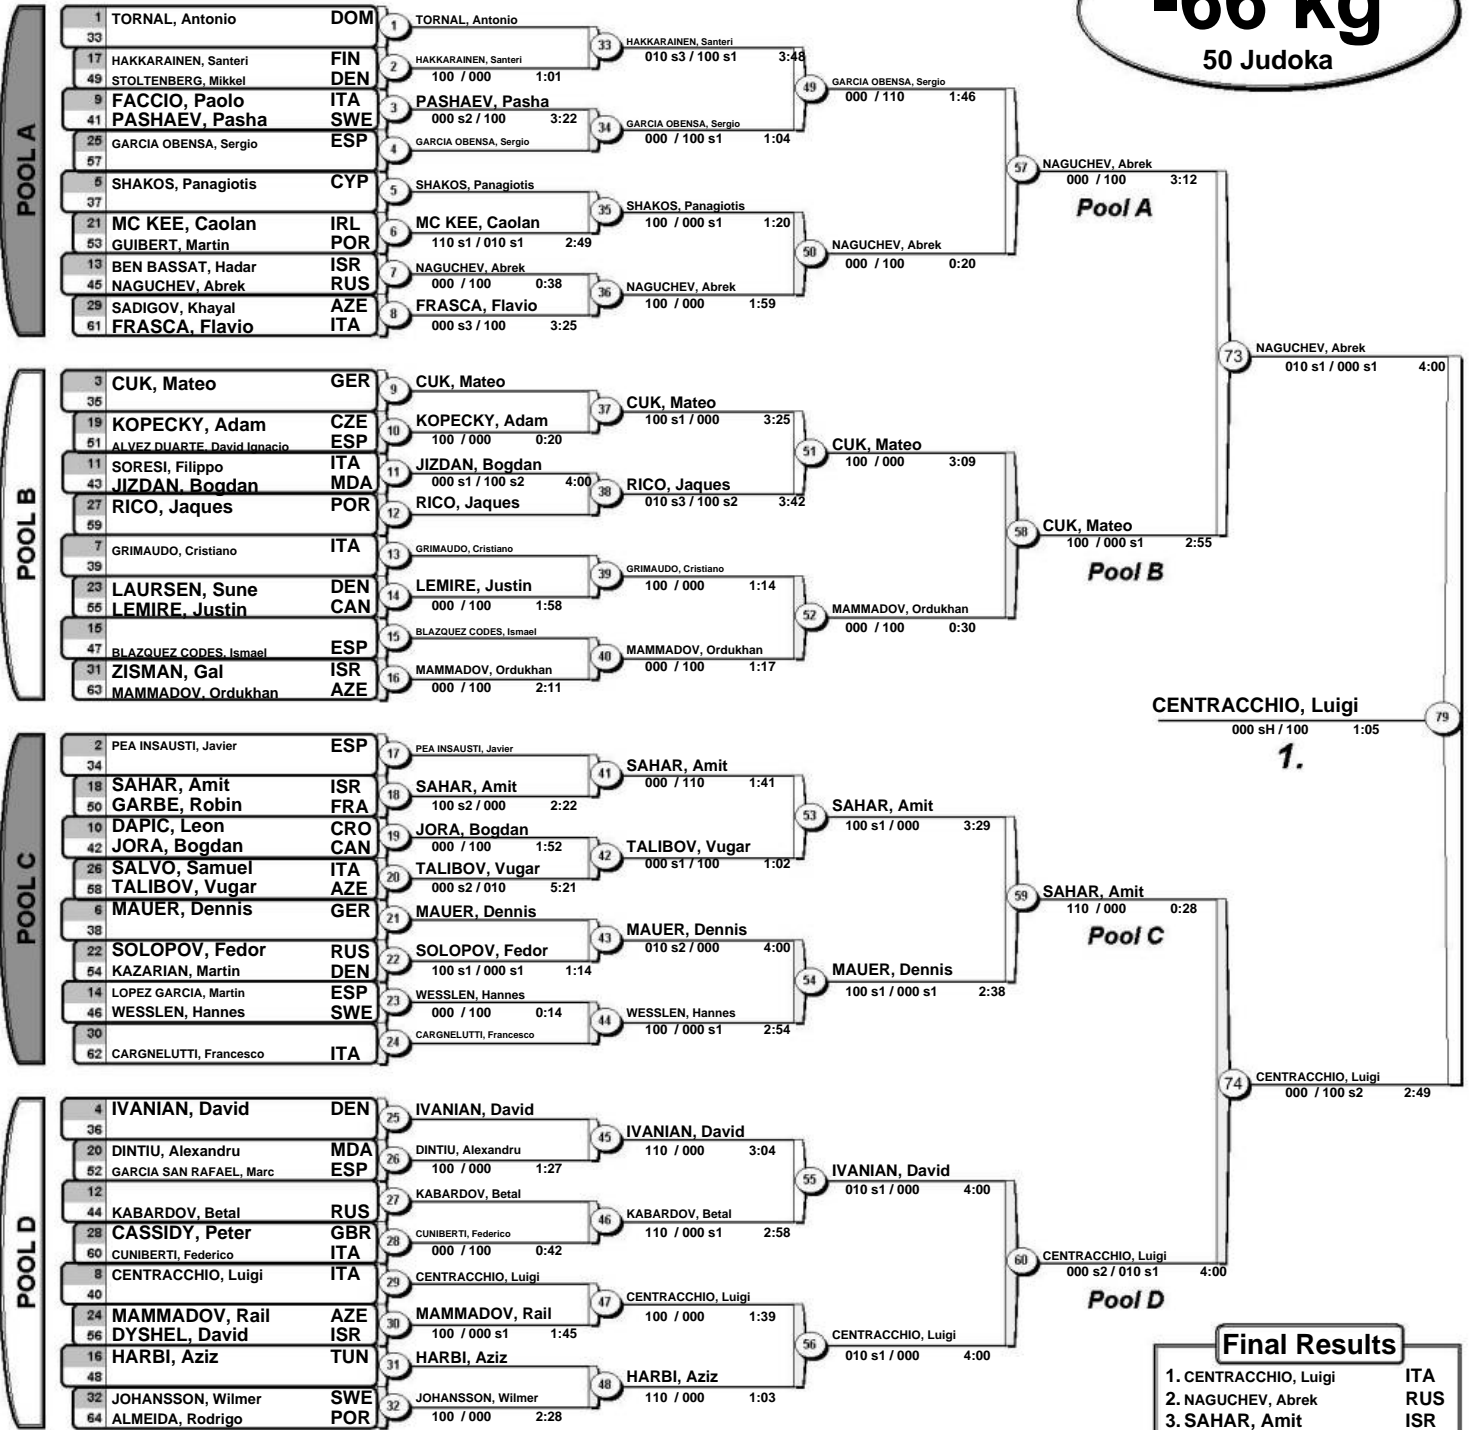 -66 kg
50 Judoka
POOL A
1 TORNAL, Antonio DOM
33
17 HAKKARAINEN, Santeri FIN
49 STOLTENBERG, Mikkel DEN
9 FACCIO, Paolo ITA
41 PASHAEV, Pasha SWE
25 GARCIA OBENSA, Sergio ESP
57
5 SHAKOS, Panagiotis CYP
37
21 MC KEE, Caolan IRL
53 GUIBERT, Martin POR
13 BEN BASSAT, Hadar ISR
45 NAGUCHEV, Abrek RUS
29 SADIGOV, Khayal AZE
61 FRASCA, Flavio ITA
1 TORNAL, Antonio
2 HAKKARAINEN, Santeri
100 / 000 1:01
3 PASHAEV, Pasha
000 s2 / 100 3:22
4 GARCIA OBENSA, Sergio
5 SHAKOS, Panagiotis
6 MC KEE, Caolan
110 s1 / 010 s1 2:49
7 NAGUCHEV, Abrek
000 / 100 0:38
8 FRASCA, Flavio
000 s3 / 100 3:25
33 HAKKARAINEN, Santeri
010 s3 / 100 s1 3:48
34 GARCIA OBENSA, Sergio
000 / 100 s1 1:04
35 SHAKOS, Panagiotis
100 / 000 s1 1:20
36 NAGUCHEV, Abrek
100 / 000 1:59
49 GARCIA OBENSA, Sergio
000 / 110 1:46
50 NAGUCHEV, Abrek
000 / 100 0:20
57 NAGUCHEV, Abrek
000 / 100 3:12
Pool A
POOL B
3 CUK, Mateo GER
35
19 KOPECKY, Adam CZE
51 ALVEZ DUARTE, David Ignacio ESP
11 SORESI, Filippo ITA
43 JIZDAN, Bogdan MDA
27 RICO, Jaques POR
59
7 GRIMAUDO, Cristiano ITA
39
23 LAURSEN, Sune DEN
55 LEMIRE, Justin CAN
15
47 BLAZQUEZ CODES, Ismael ESP
31 ZISMAN, Gal ISR
63 MAMMADOV, Ordukhan AZE
9 CUK, Mateo
10 KOPECKY, Adam
100 / 000 0:20
11 JIZDAN, Bogdan
000 s1 / 100 s2 4:00
12 RICO, Jaques
13 GRIMAUDO, Cristiano
14 LEMIRE, Justin
000 / 100 1:58
15 BLAZQUEZ CODES, Ismael
16 MAMMADOV, Ordukhan
000 / 100 2:11
37 CUK, Mateo
100 s1 / 000 3:25
38 RICO, Jaques
010 s3 / 100 s2 3:42
39 GRIMAUDO, Cristiano
100 / 000 1:14
40 MAMMADOV, Ordukhan
000 / 100 1:17
51 CUK, Mateo
100 / 000 3:09
52 MAMMADOV, Ordukhan
000 / 100 0:30
58 CUK, Mateo
100 / 000 s1 2:55
Pool B
73 NAGUCHEV, Abrek
010 s1 / 000 s1 4:00
CENTRACCHIO, Luigi 79
000 sH / 100 1:05
1.
POOL C
2 PEA INSAUSTI, Javier ESP
34
18 SAHAR, Amit ISR
50 GARBE, Robin FRA
10 DAPIC, Leon CRO
42 JORA, Bogdan CAN
26 SALVO, Samuel ITA
58 TALIBOV, Vugar AZE
6 MAUER, Dennis GER
38
22 SOLOPOV, Fedor RUS
54 KAZARIAN, Martin DEN
14 LOPEZ GARCIA, Martin ESP
46 WESSLEN, Hannes SWE
30
62 CARGNELUTTI, Francesco ITA
17 PEA INSAUSTI, Javier
18 SAHAR, Amit
100 s2 / 000 2:22
19 JORA, Bogdan
000 / 100 1:52
20 TALIBOV, Vugar
000 s2 / 010 5:21
21 MAUER, Dennis
22 SOLOPOV, Fedor
100 s1 / 000 s1 1:14
23 WESSLEN, Hannes
000 / 100 0:14
24 CARGNELUTTI, Francesco
41 SAHAR, Amit
000 / 110 1:41
42 TALIBOV, Vugar
000 s1 / 100 1:02
43 MAUER, Dennis
010 s2 / 000 4:00
44 WESSLEN, Hannes
100 / 000 s1 2:54
53 SAHAR, Amit
100 s1 / 000 3:29
54 MAUER, Dennis
100 s1 / 000 s1 2:38
59 SAHAR, Amit
110 / 000 0:28
Pool C
POOL D
4 IVANIAN, David DEN
36
20 DINTIU, Alexandru MDA
52 GARCIA SAN RAFAEL, Marc ESP
12
44 KABARDOV, Betal RUS
28 CASSIDY, Peter GBR
60 CUNIBERTI, Federico ITA
8 CENTRACCHIO, Luigi ITA
40
24 MAMMADOV, Rail AZE
56 DYSHEL, David ISR
16 HARBI, Aziz TUN
48
32 JOHANSSON, Wilmer SWE
64 ALMEIDA, Rodrigo POR
25 IVANIAN, David
26 DINTIU, Alexandru
100 / 000 1:27
27 KABARDOV, Betal
28 CUNIBERTI, Federico
000 / 100 0:42
29 CENTRACCHIO, Luigi
30 MAMMADOV, Rail
100 / 000 s1 1:45
31 HARBI, Aziz
32 JOHANSSON, Wilmer
100 / 000 2:28
45 IVANIAN, David
110 / 000 3:04
46 KABARDOV, Betal
110 / 000 s1 2:58
47 CENTRACCHIO, Luigi
100 / 000 1:39
48 HARBI, Aziz
110 / 000 1:03
55 IVANIAN, David
010 s1 / 000 4:00
56 CENTRACCHIO, Luigi
010 s1 / 000 4:00
60 CENTRACCHIO, Luigi
000 s2 / 010 s1 4:00
Pool D
74 CENTRACCHIO, Luigi
000 / 100 s2 2:49
Final Results
1. CENTRACCHIO, Luigi ITA
2. NAGUCHEV, Abrek RUS
3. SAHAR, Amit ISR